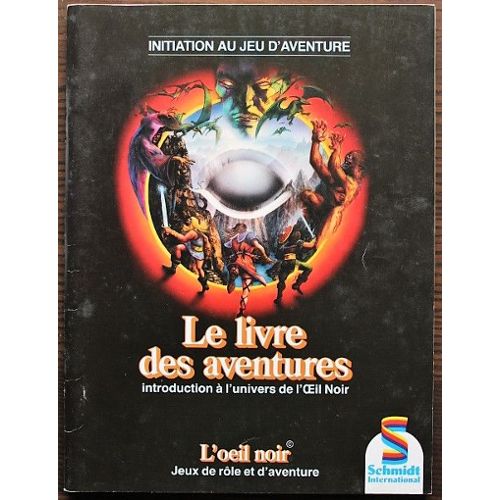 INITIATION AU JEU D'AVENTURE
Le livre
des aventures
introduction à l'univers de l'Œil Noir
L'oeil noir ©
Jeux de rôle et d'aventure
S
Schmidt
International